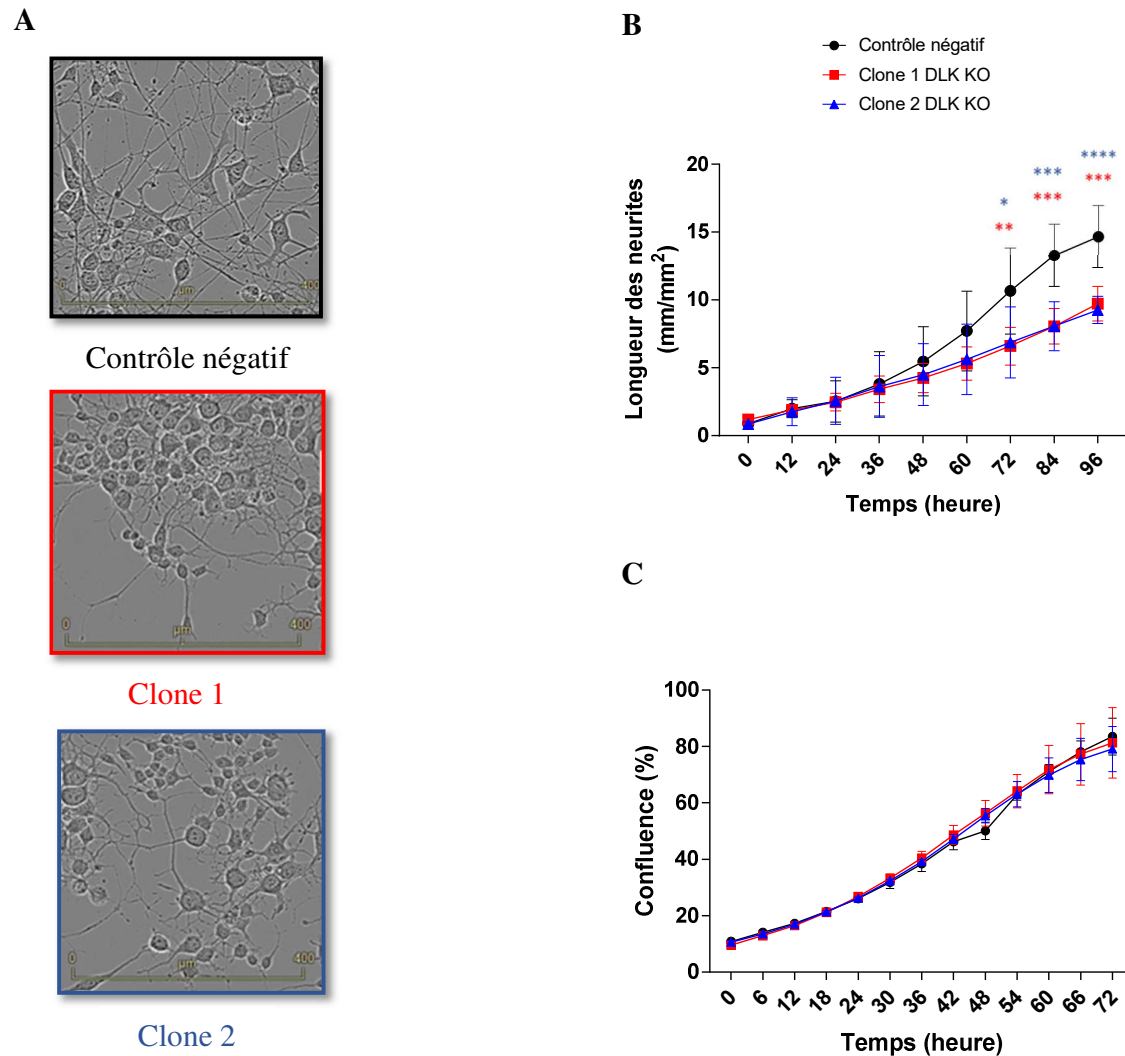 A
0 µm 400
Contrôle négatif
0 µm 400
Clone 1
0 µm 400
Clone 2
B
Contrôle négatif
Clone 1 DLK KO
Clone 2 DLK KO
Longueur des neurites
(mm/mm²)
20
15
10
5
0
* *** ****
** *** ***
0 12 24 36 48 60 72 84 96
Temps (heure)
C
Confluence (%)
100
80
60
40
20
0
0 6 12 18 24 30 36 42 48 54 60 66 72
Temps (heure)